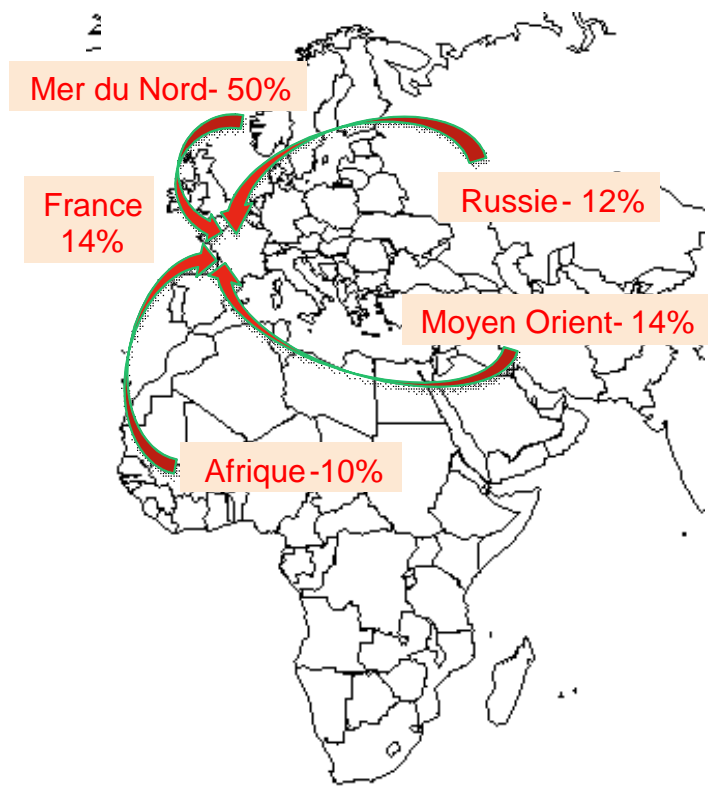 Mer du Nord- 50%
France
14%
Russie- 12%
Moyen Orient- 14%
Afrique-10%